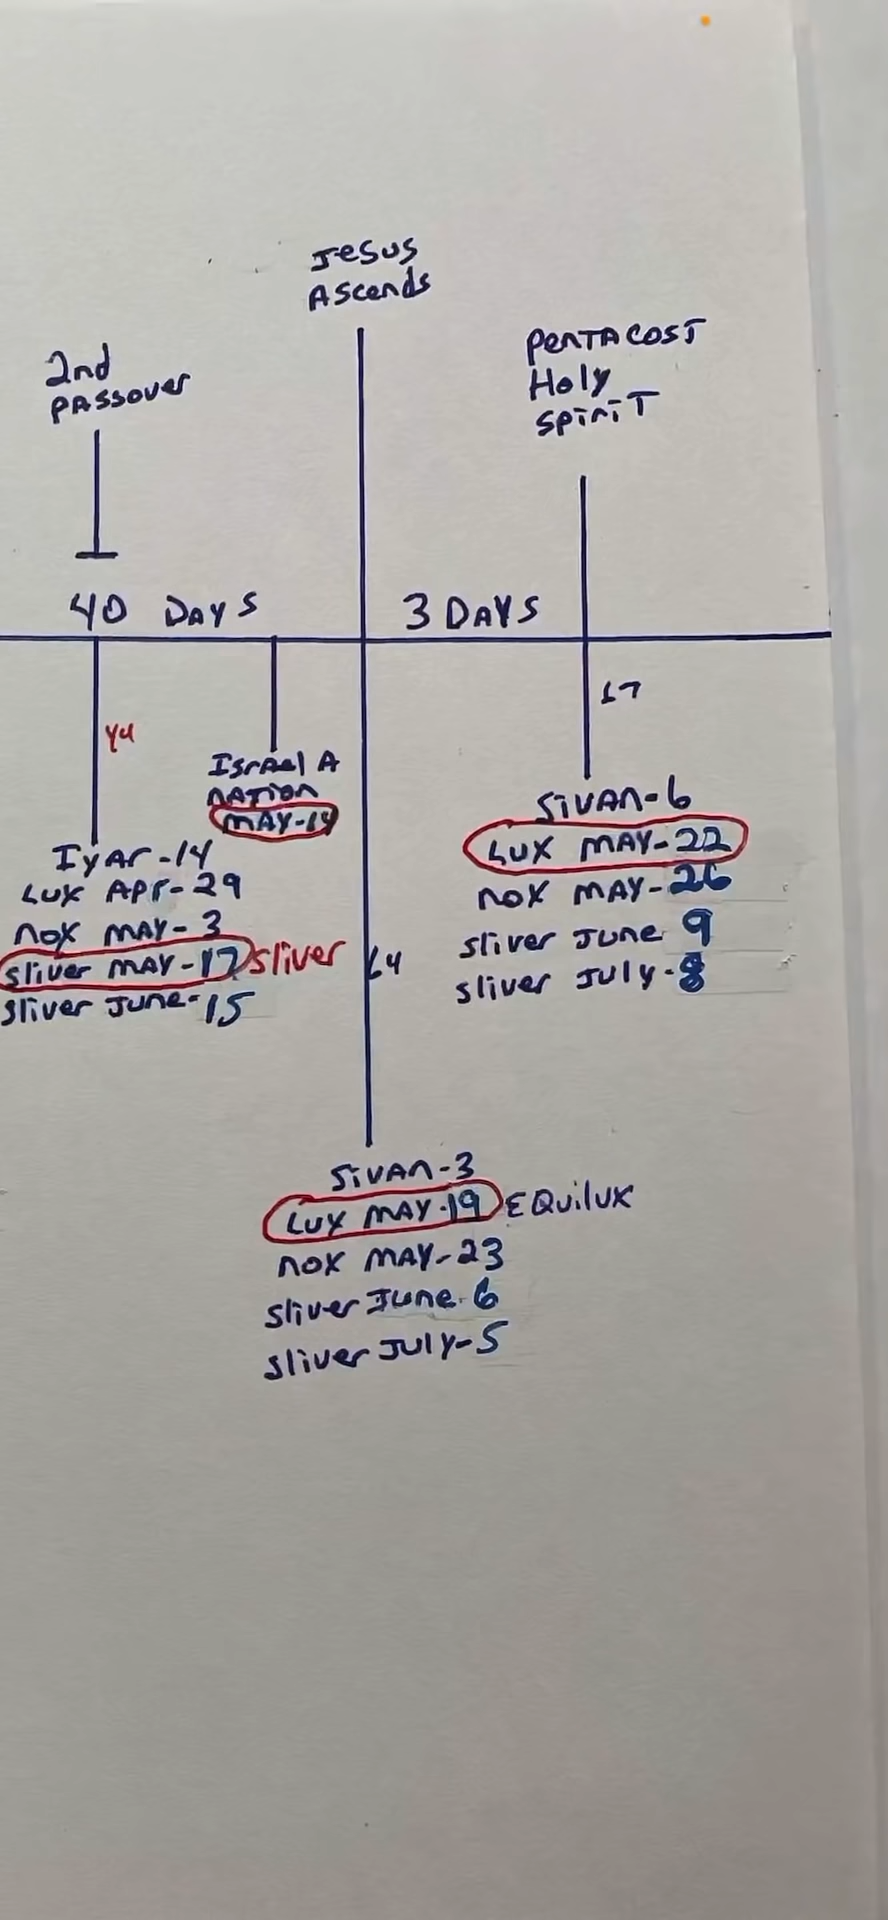 Jesus
Ascends
2nd
PASSOVER
PENTACOST
Holy
SPIRIT
40 DAYS
3 DAYS
17
44
Israel A
NATION
MAY-14
Iyar-14
LUX APR-29
NOX MAY-3
Sliver MAY-17 Sliver
Sliver June-15
64
SIVAN-6
LUX MAY-22
NOX MAY-26
Sliver June 9
Sliver July-8
SIVAN-3
LUX MAY-19 EQUILUX
NOX MAY-23
Sliver June-6
Sliver July-5